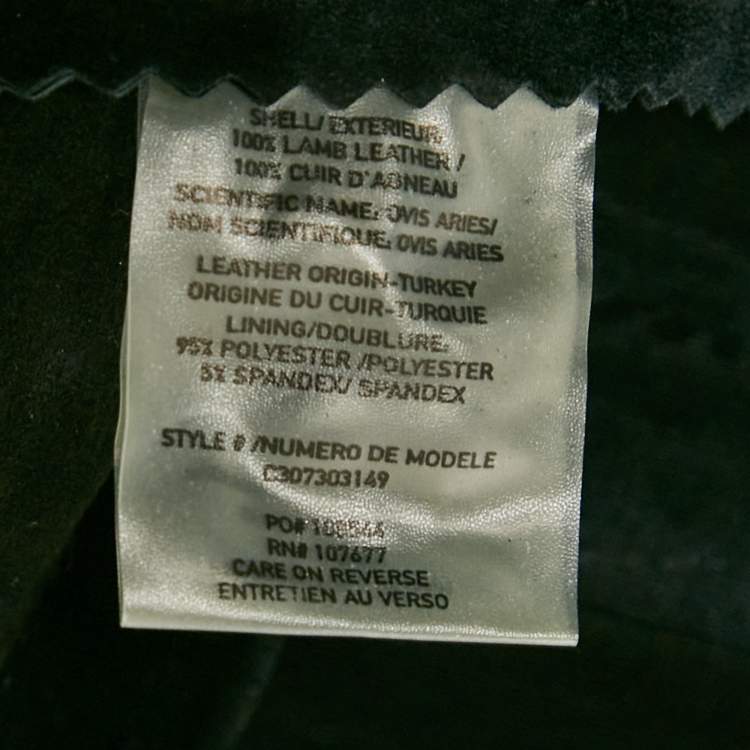 SHELL/ EXTERIEUR:
100% LAMB LEATHER /
100% CUIR D'AGNEAU
SCIENTIFIC NAME: OVIS ARIES/
NOM SCIENTIFIQUE: OVIS ARIES
LEATHER ORIGIN-TURKEY
ORIGINE DU CUIR-TURQUIE
LINING/DOUBLURE:
95% POLYESTER /POLYESTER
5% SPANDEX/ SPANDEX
STYLE # /NUMERO DE MODELE
C307303149
PO#
RN# 107677
CARE ON REVERSE
ENTRETIEN AU VERSO